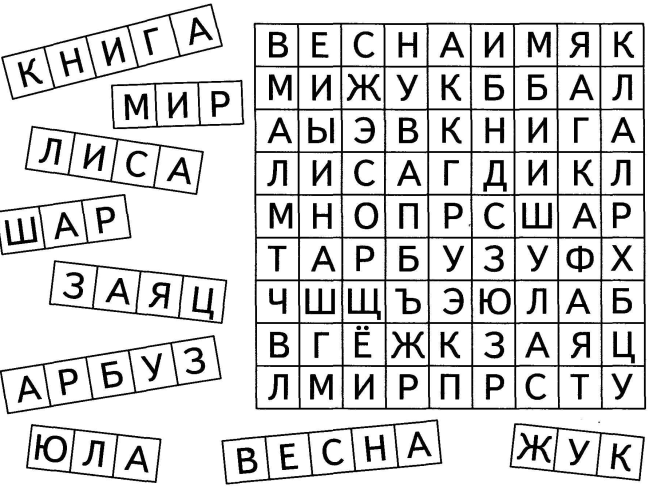 КНИГА
МИР
ЛИСА
ШАР
ЗАЯЦ
АРБУЗ
ЮЛА
ВЕСНА
ЖУК
В Е С Н А И М Я К
М И Ж У К Б Б А Л
А Ы Э В К Н И Г А
Л И С А Г Д И К Л
М Н О П Р С Ш А Р
Т А Р Б У З У Ф Х
Ч Ш Щ Ъ Э Ю Л А Б
В Г Ё Ж К З А Я Ц
Л М И Р П Р С Т У